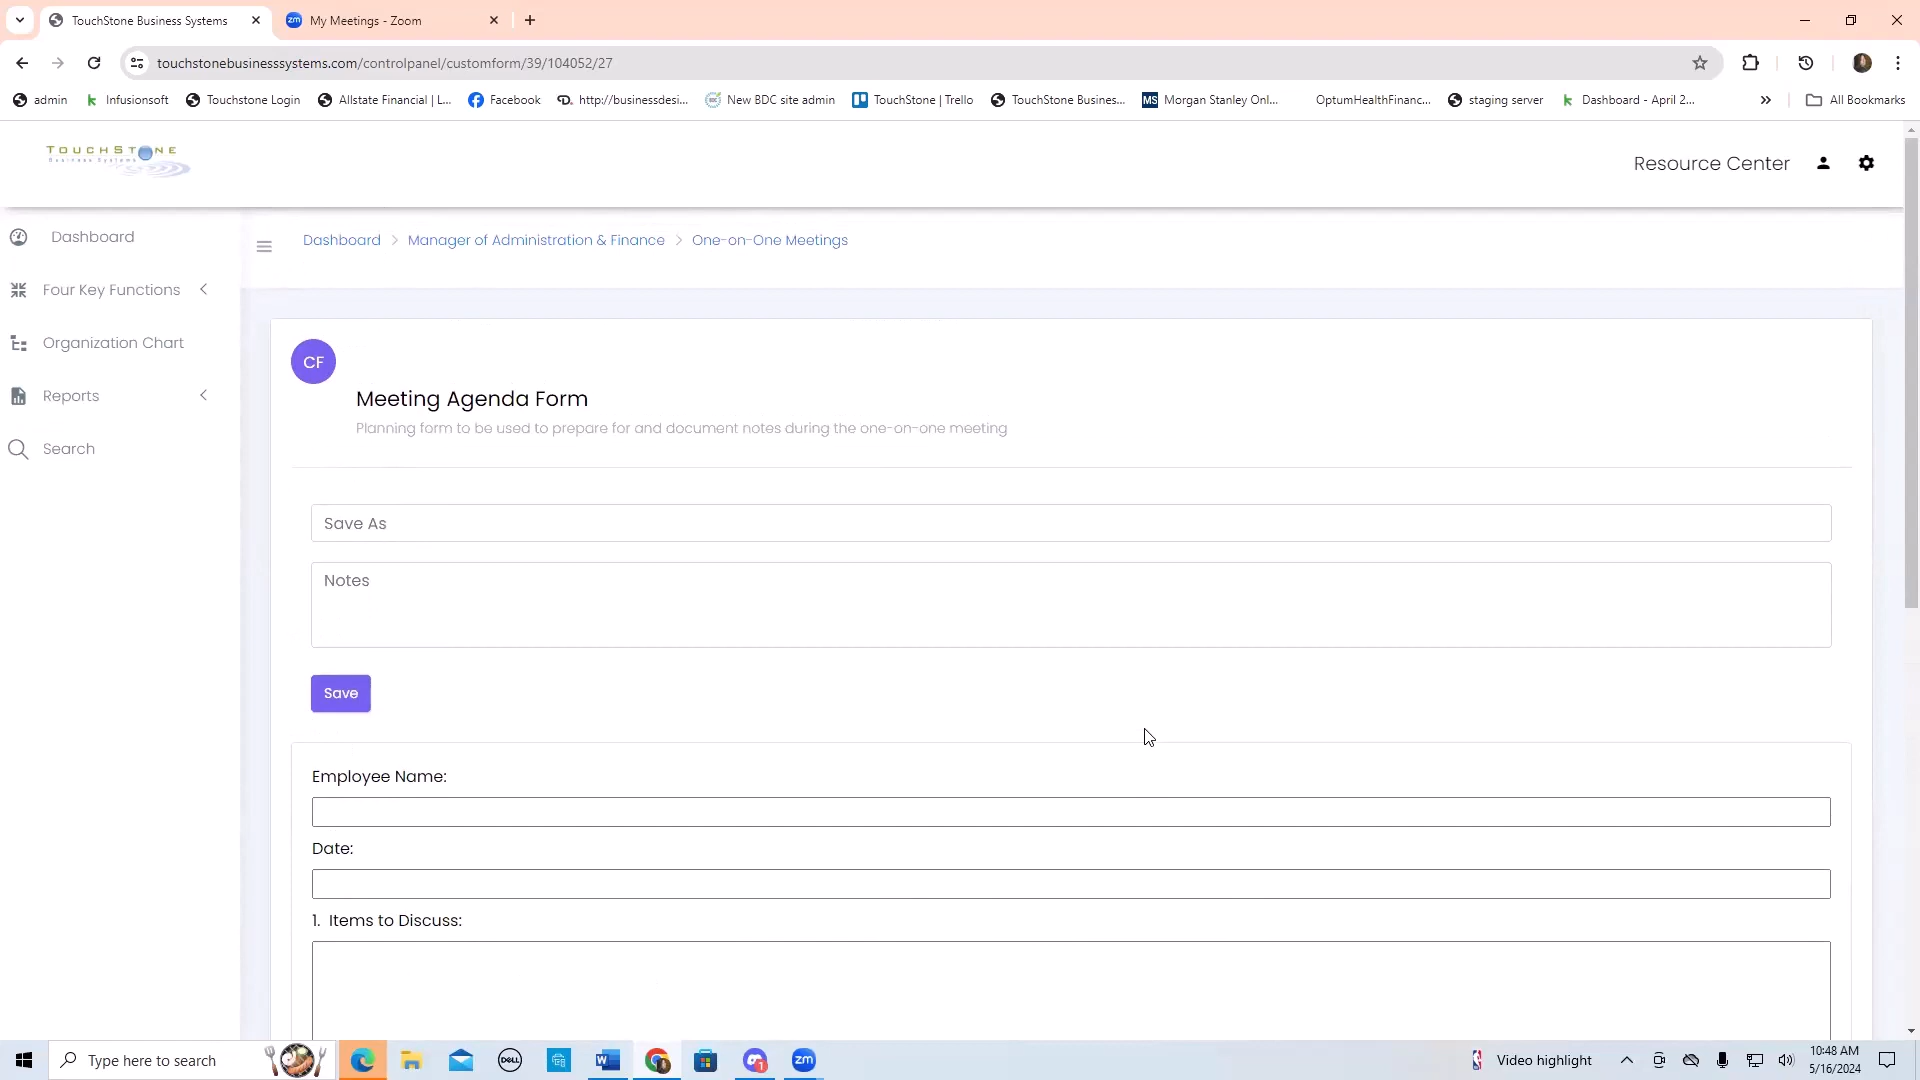 TouchStone Business Systems
My Meetings - Zoom
touchstonebusinesssystems.com/controlpanel/customform/39/104052/27
admin
Infusionsoft
Touchstone Login
Allstate Financial | L...
Facebook
http://businessdesi...
New BDC site admin
TouchStone | Trello
TouchStone Busines...
MS
Morgan Stanley Onl...
OptumHealthFinanc...
staging server
Dashboard - April 2...
All Bookmarks
TOUCHSTONE
Business Systems
Resource Center
Dashboard
Four Key Functions
Organization Chart
Reports
Search
Dashboard > Manager of Administration & Finance > One-on-One Meetings
CF
Meeting Agenda Form
Planning form to be used to prepare for and document notes during the one-on-one meeting
Save As
Notes
Save
Employee Name:
Date:
1. Items to Discuss:
Type here to search
DELL
W
1
zm
Video highlight
10:48 AM
5/16/2024